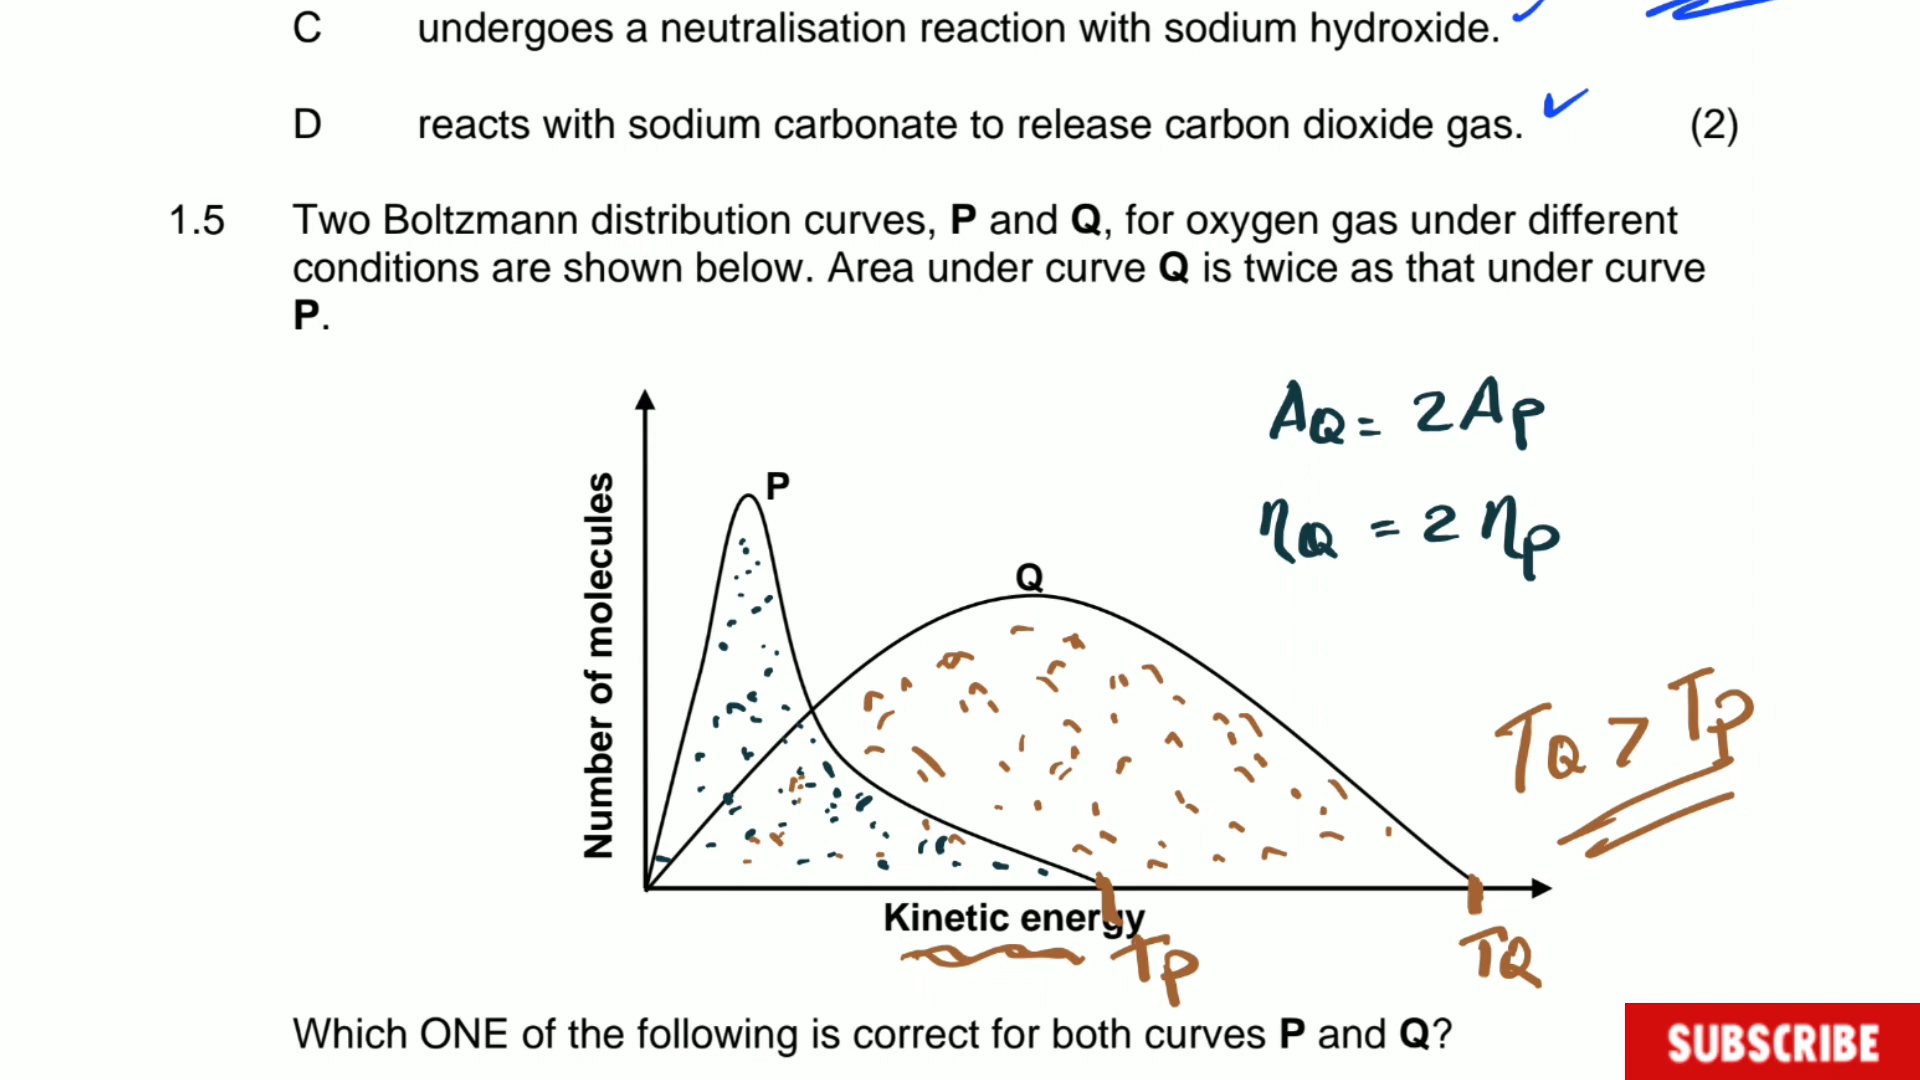 C undergoes a neutralisation reaction with sodium hydroxide.
D reacts with sodium carbonate to release carbon dioxide gas. (2)
1.5 Two Boltzmann distribution curves, P and Q, for oxygen gas under different
conditions are shown below. Area under curve Q is twice as that under curve
P.
AQ = 2AP
P
nQ = 2nP
Q
Number of molecules
TQ > TP
Kinetic energy
TP
TQ
Which ONE of the following is correct for both curves P and Q?
SUBSCRIBE